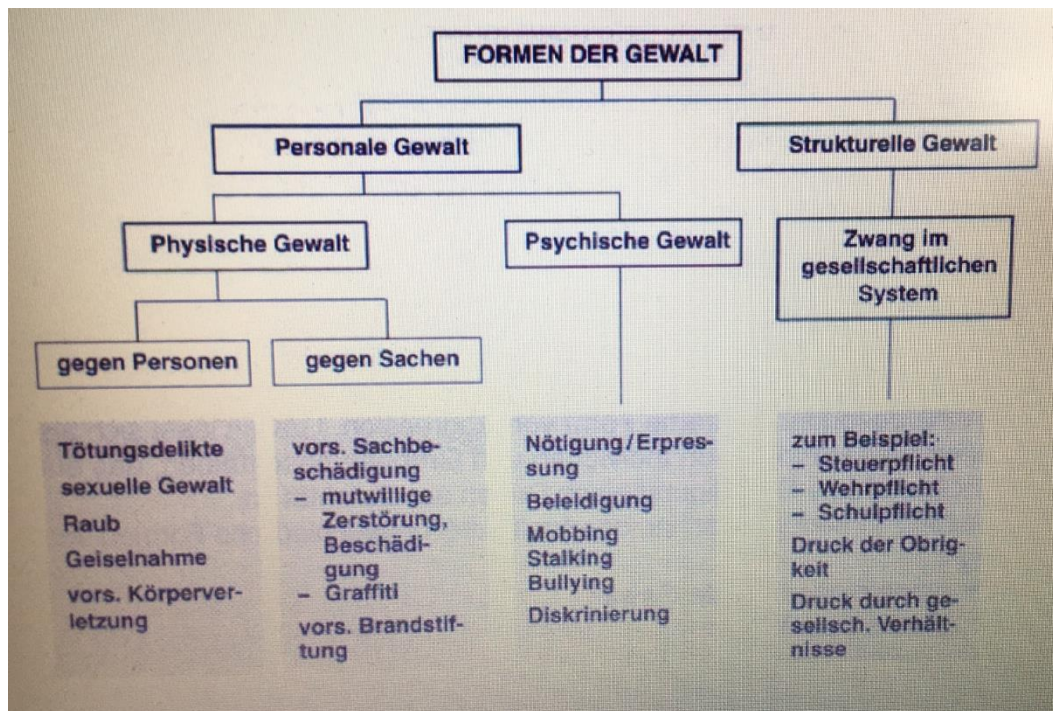 FORMEN DER GEWALT
Personale Gewalt
Strukturelle Gewalt
Physische Gewalt
Psychische Gewalt
Zwang im
gesellschaftlichen
System
gegen Personen
gegen Sachen
Tötungsdelikte
sexuelle Gewalt
Raub
Geiselnahme
vors. Körperver-
letzung
vors. Sachbe-
schädigung
– mutwillige
Zerstörung,
Beschädi-
gung
– Graffiti
vors. Brandstif-
tung
Nötigung/Erpres-
sung
Beleidigung
Mobbing
Stalking
Bullying
Diskrinierung
zum Beispiel:
– Steuerpflicht
– Wehrpflicht
– Schulpflicht
Druck der Obrig-
keit
Druck durch ge-
sellsch. Verhält-
nisse